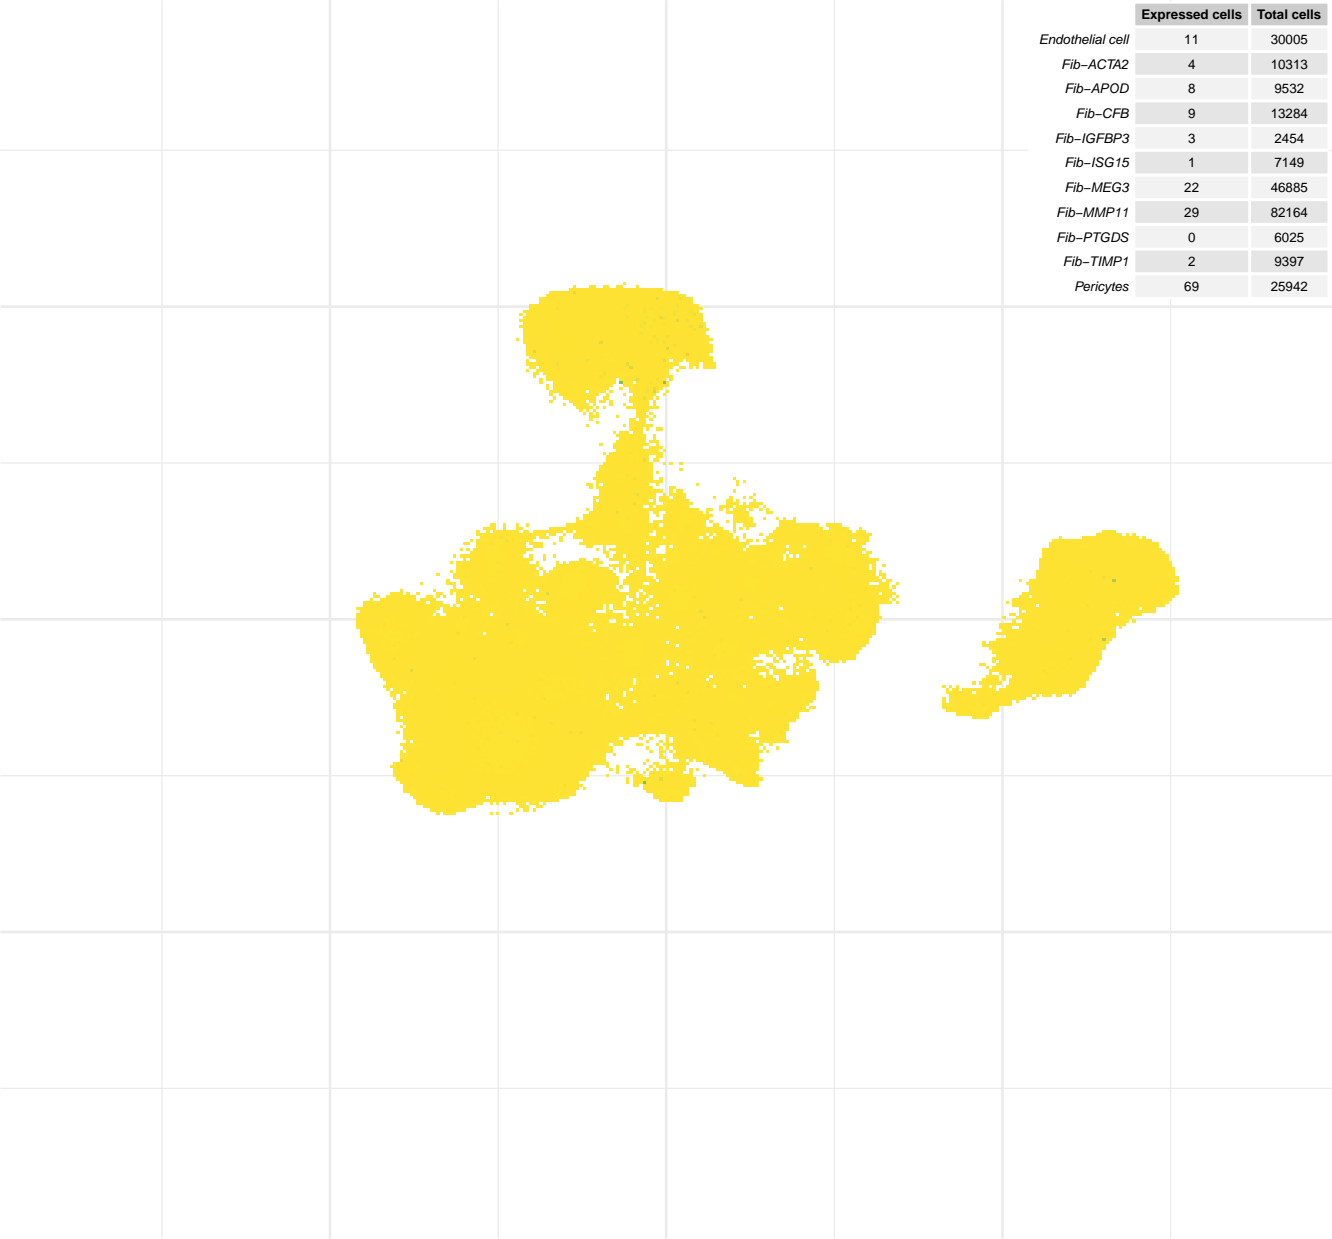 Expressed cells Total cells
Endothelial cell 11 30005
Fib−ACTA2 4 10313
Fib−APOD 8 9532
Fib−CFB 9 13284
Fib−IGFBP3 3 2454
Fib−ISG15 1 7149
Fib−MEG3 22 46885
Fib−MMP11 29 82164
Fib−PTGDS 0 6025
Fib−TIMP1 2 9397
Pericytes 69 25942